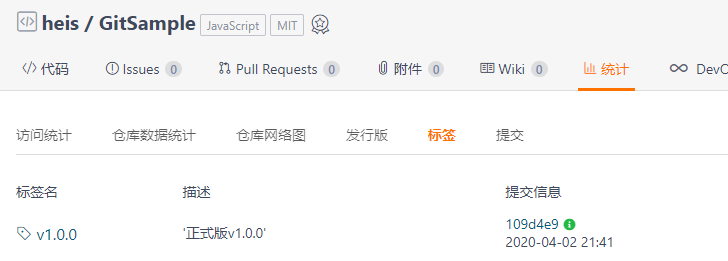 heis / GitSample JavaScript MIT
代码 Issues 0 Pull Requests 0 附件 0 Wiki 0 统计 DevO
访问统计 仓库数据统计 仓库网络图 发行版 标签 提交
标签名 描述 提交信息
v1.0.0 '正式版v1.0.0' 109d4e9
2020-04-02 21:41